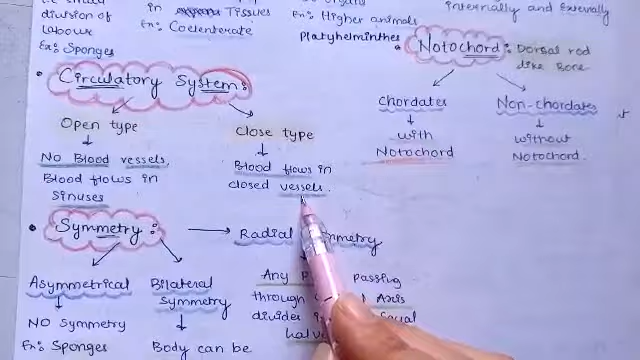 division of
labour
Ex: Sponges
in Tissues
Ex: Coelenterate
Ex: Higher animals
Platyhelminthes
internally and Externally
Notochord: Dorsal rod
like Bone.
Chordates
↓
with
Notochord
Non-chordates
↓
without
Notochord.
• Circulatory System:
Open type
↓
No Blood vessels.
Blood flows in
sinuses
Close type
↓
Blood flows in
closed vessels.
• Symmetry :
Asymmetrical
↓
NO symmetry
Ex: Sponges
Bilateral
symmetry
↓
Body can be
→ Radial
Any passing
through Axis